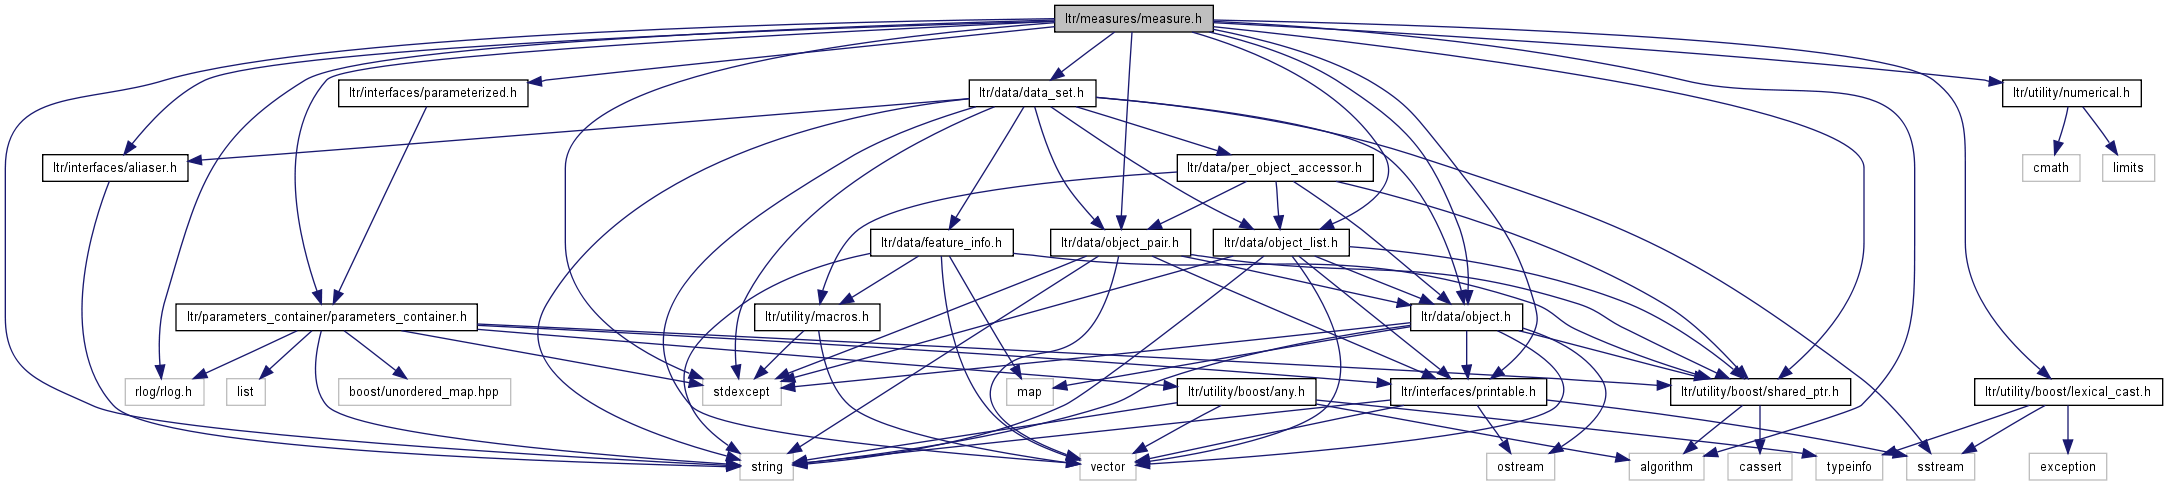 ltr/measures/measure.h
ltr/interfaces/parameterized.h
ltr/data/data_set.h
ltr/utility/numerical.h
ltr/interfaces/aliaser.h
ltr/data/per_object_accessor.h
cmath
limits
ltr/data/feature_info.h
ltr/data/object_pair.h
ltr/data/object_list.h
ltr/parameters_container/parameters_container.h
ltr/utility/macros.h
ltr/data/object.h
rlog/rlog.h
list
boost/unordered_map.hpp
stdexcept
map
ltr/utility/boost/any.h
ltr/interfaces/printable.h
ltr/utility/boost/shared_ptr.h
ltr/utility/boost/lexical_cast.h
string
vector
ostream
algorithm
cassert
typeinfo
sstream
exception